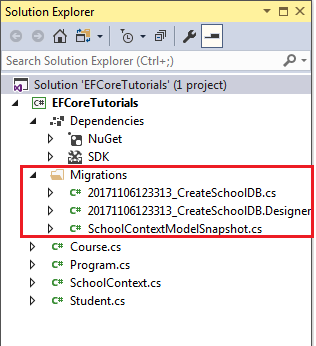 Solution Explorer
Search Solution Explorer (Ctrl+;)
Solution 'EFCoreTutorials' (1 project)
C# EFCoreTutorials
Dependencies
NuGet
SDK
Migrations
C# 20171106123313_CreateSchoolDB.cs
C# 20171106123313_CreateSchoolDB.Designer
C# SchoolContextModelSnapshot.cs
C# Course.cs
C# Program.cs
C# SchoolContext.cs
C# Student.cs